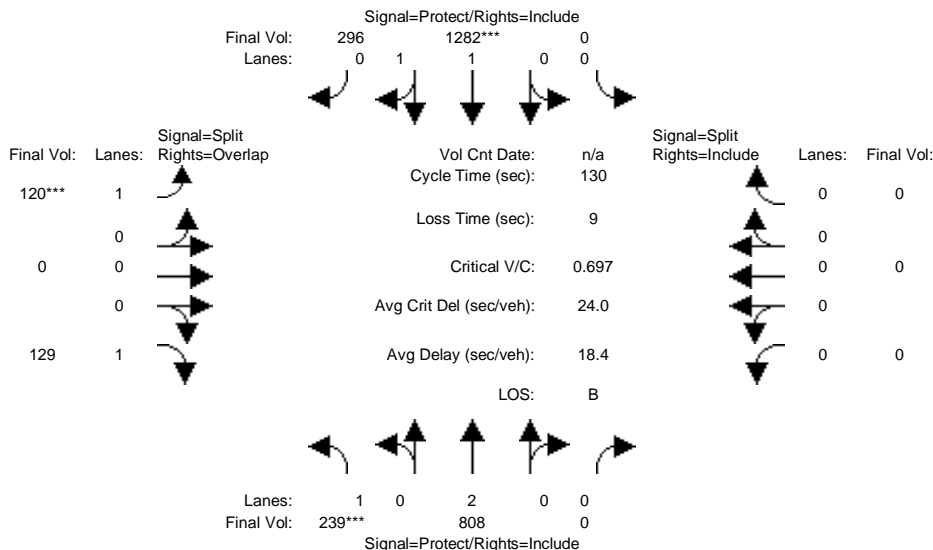 Signal=Protect/Rights=Include
Final Vol: 296 1282*** 0
Lanes: 0 1 1 0 0
Signal=Split Signal=Split
Final Vol: Lanes: Rights=Overlap Vol Cnt Date: n/a Rights=Include Lanes: Final Vol:
Cycle Time (sec): 130
120*** 1 0 0
Loss Time (sec): 9
0 0
0 0 Critical V/C: 0.697 0 0
0 Avg Crit Del (sec/veh): 24.0 0
129 1 Avg Delay (sec/veh): 18.4 0 0
LOS: B
Lanes: 1 0 2 0 0
Final Vol: 239*** 808 0
Signal=Protect/Rights=Include